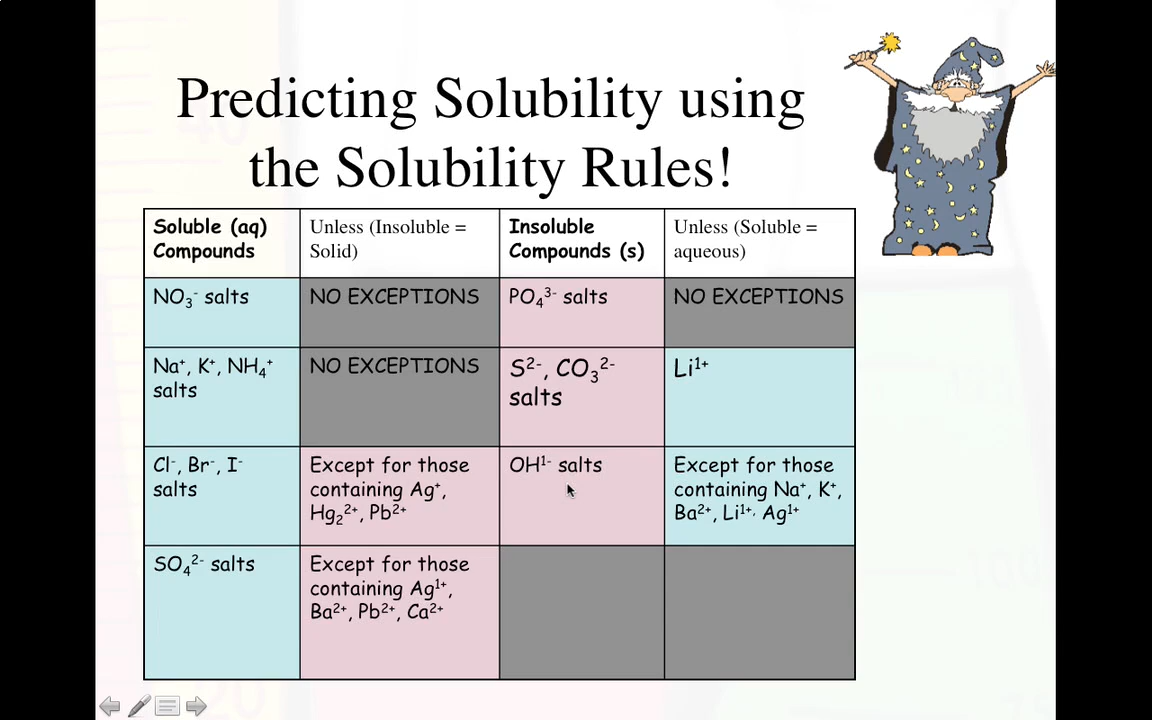 Predicting Solubility using
the Solubility Rules!
Soluble (aq)
Compounds
Unless (Insoluble =
Solid)
Insoluble
Compounds (s)
Unless (Soluble =
aqueous)
NO₃⁻ salts
NO EXCEPTIONS
PO₄³⁻ salts
NO EXCEPTIONS
Na⁺, K⁺, NH₄⁺
salts
NO EXCEPTIONS
S²⁻, CO₃²⁻
salts
Li¹⁺
Cl⁻, Br⁻, I⁻
salts
Except for those
containing Ag⁺,
Hg₂²⁺, Pb²⁺
OH¹⁻ salts
Except for those
containing Na⁺, K⁺,
Ba²⁺, Li¹⁺, Ag¹⁺
SO₄²⁻ salts
Except for those
containing Ag¹⁺,
Ba²⁺, Pb²⁺, Ca²⁺